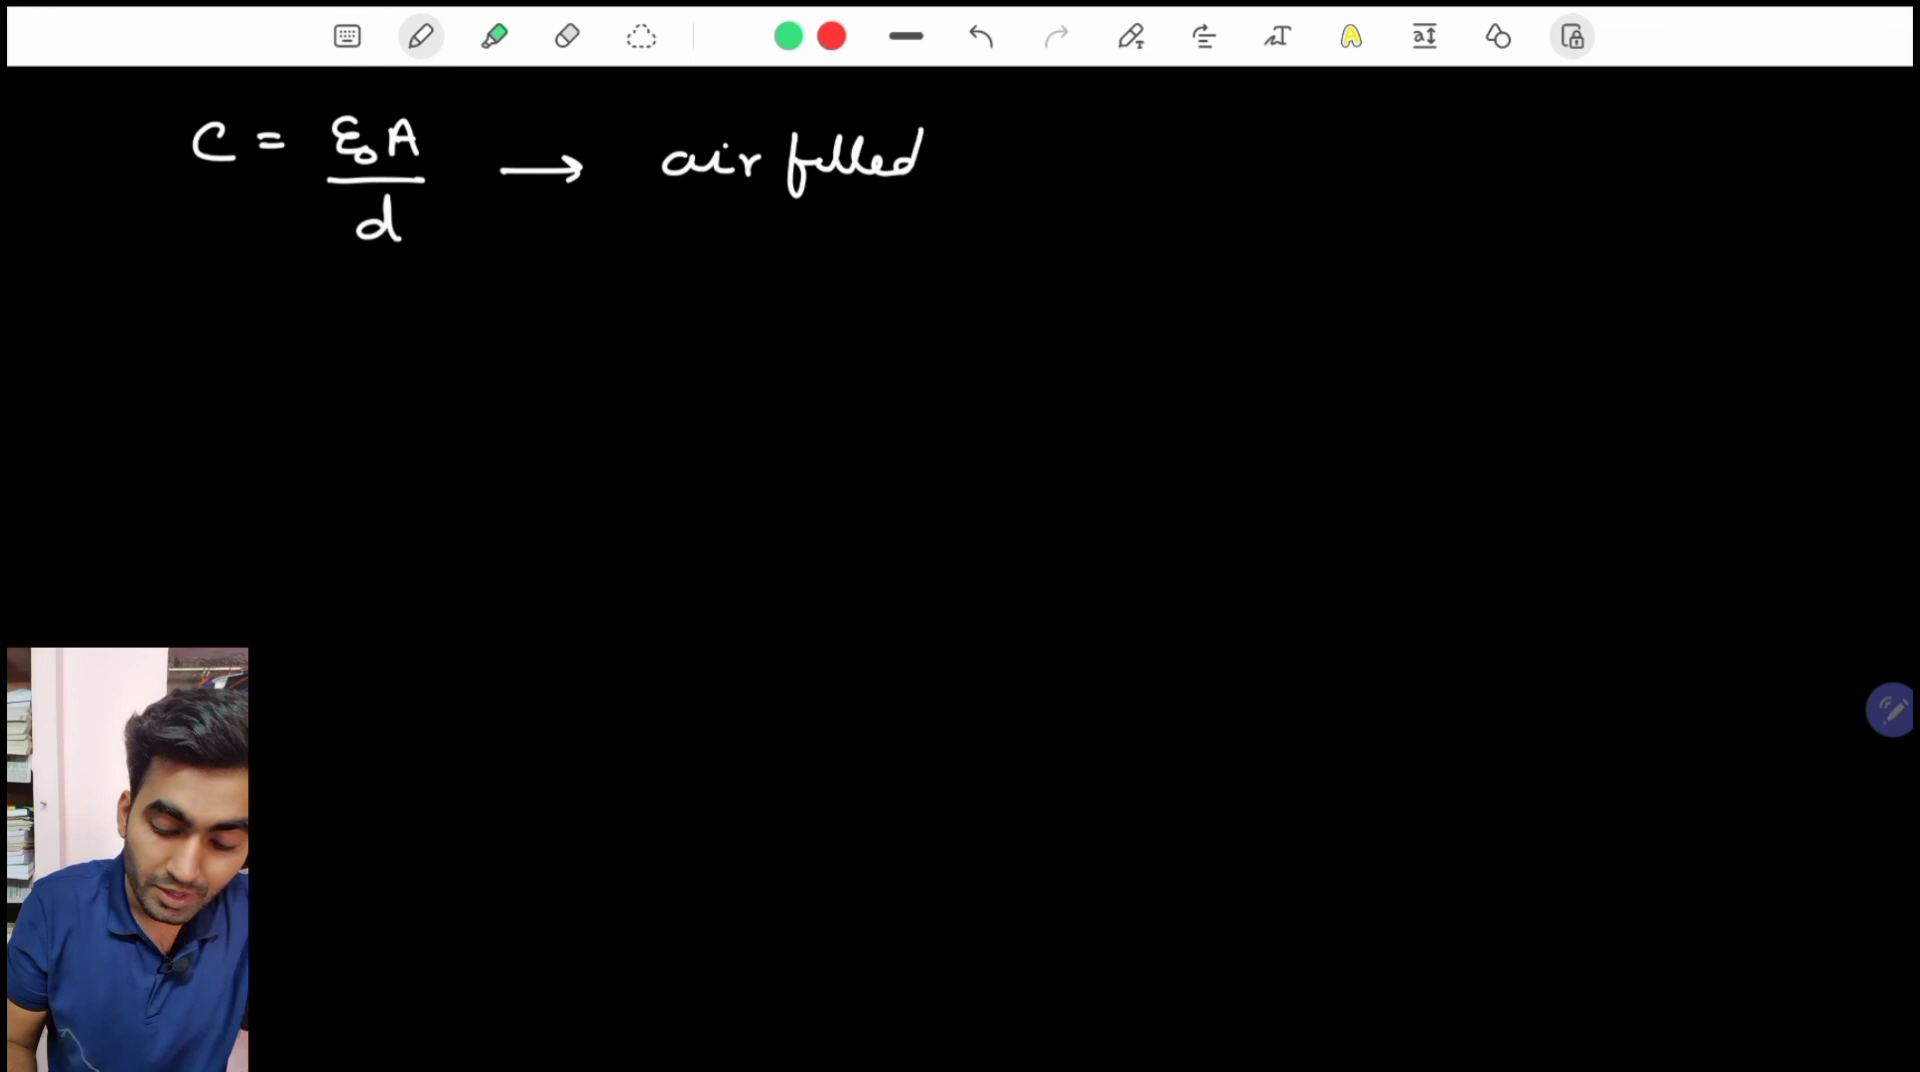 C = ε₀A / d → air filled